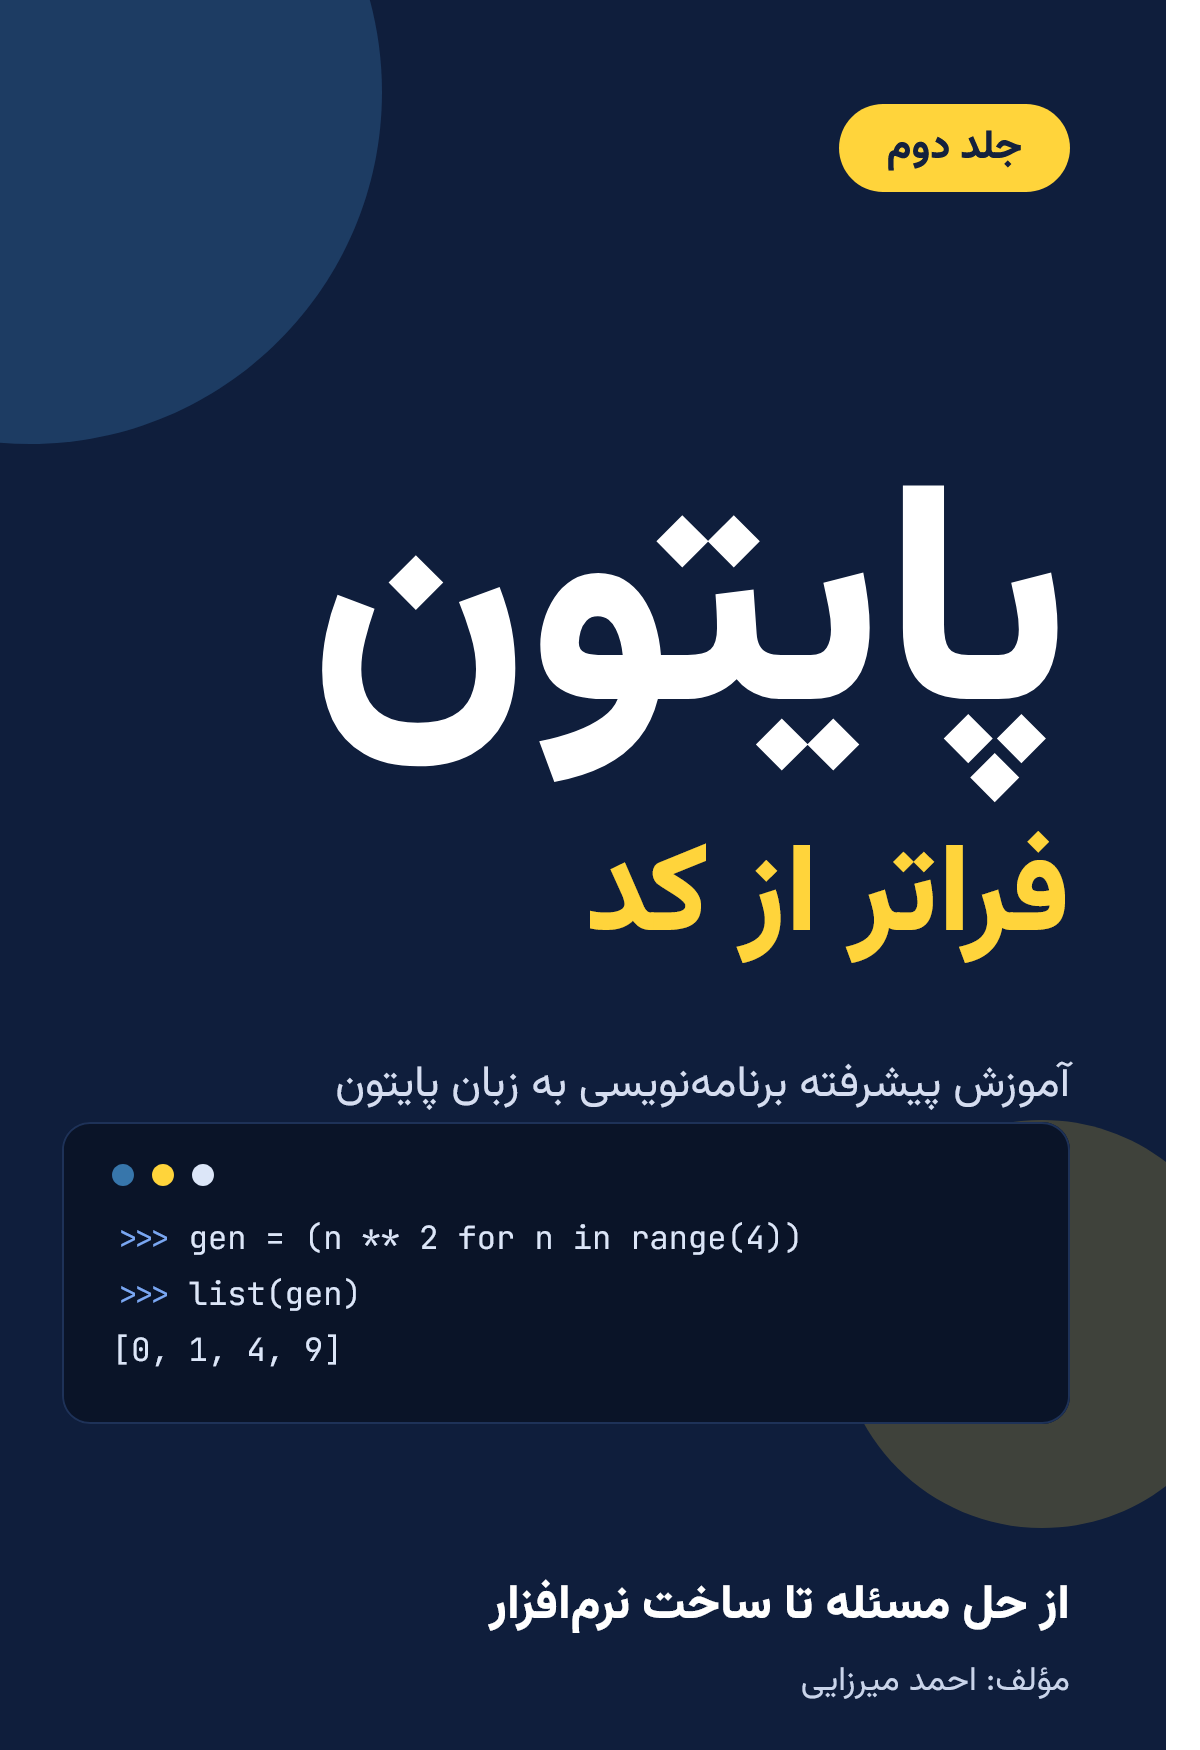 جلد دوم
پایتون
فراتر از کد
آموزش پیشرفته برنامه‌نویسی به زبان پایتون
>>> gen = (n ** 2 for n in range(4))
>>> list(gen)
[0, 1, 4, 9]
از حل مسئله تا ساخت نرم‌افزار
مؤلف: احمد میرزایی